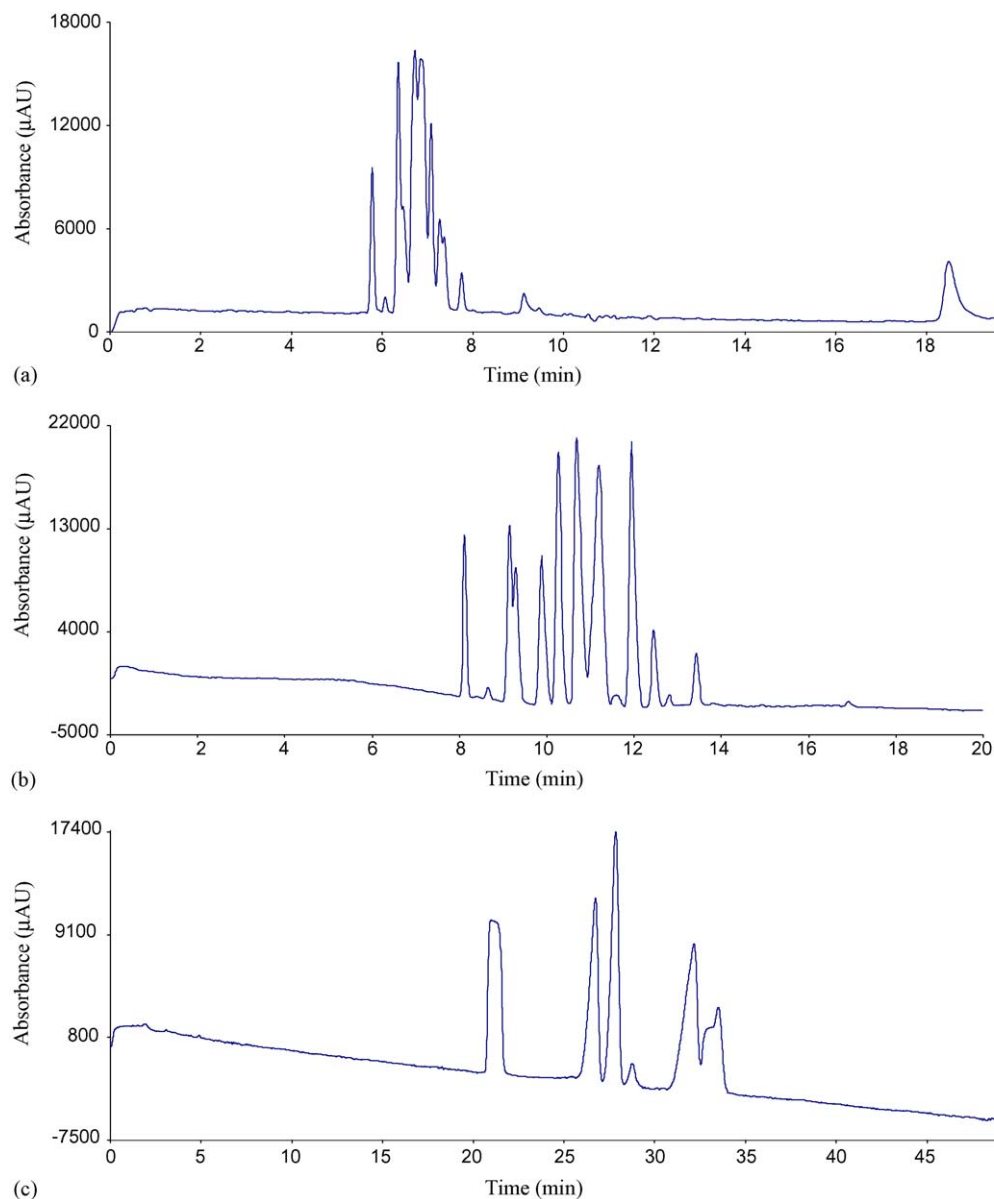 18000
12000
6000
0
Absorbance (µAU)
0 2 4 6 8 10 12 14 16 18
Time (min)
(a)
22000
13000
4000
-5000
Absorbance (µAU)
0 2 4 6 8 10 12 14 16 18 20
Time (min)
(b)
17400
9100
800
-7500
Absorbance (µAU)
0 5 10 15 20 25 30 35 40 45
Time (min)
(c)